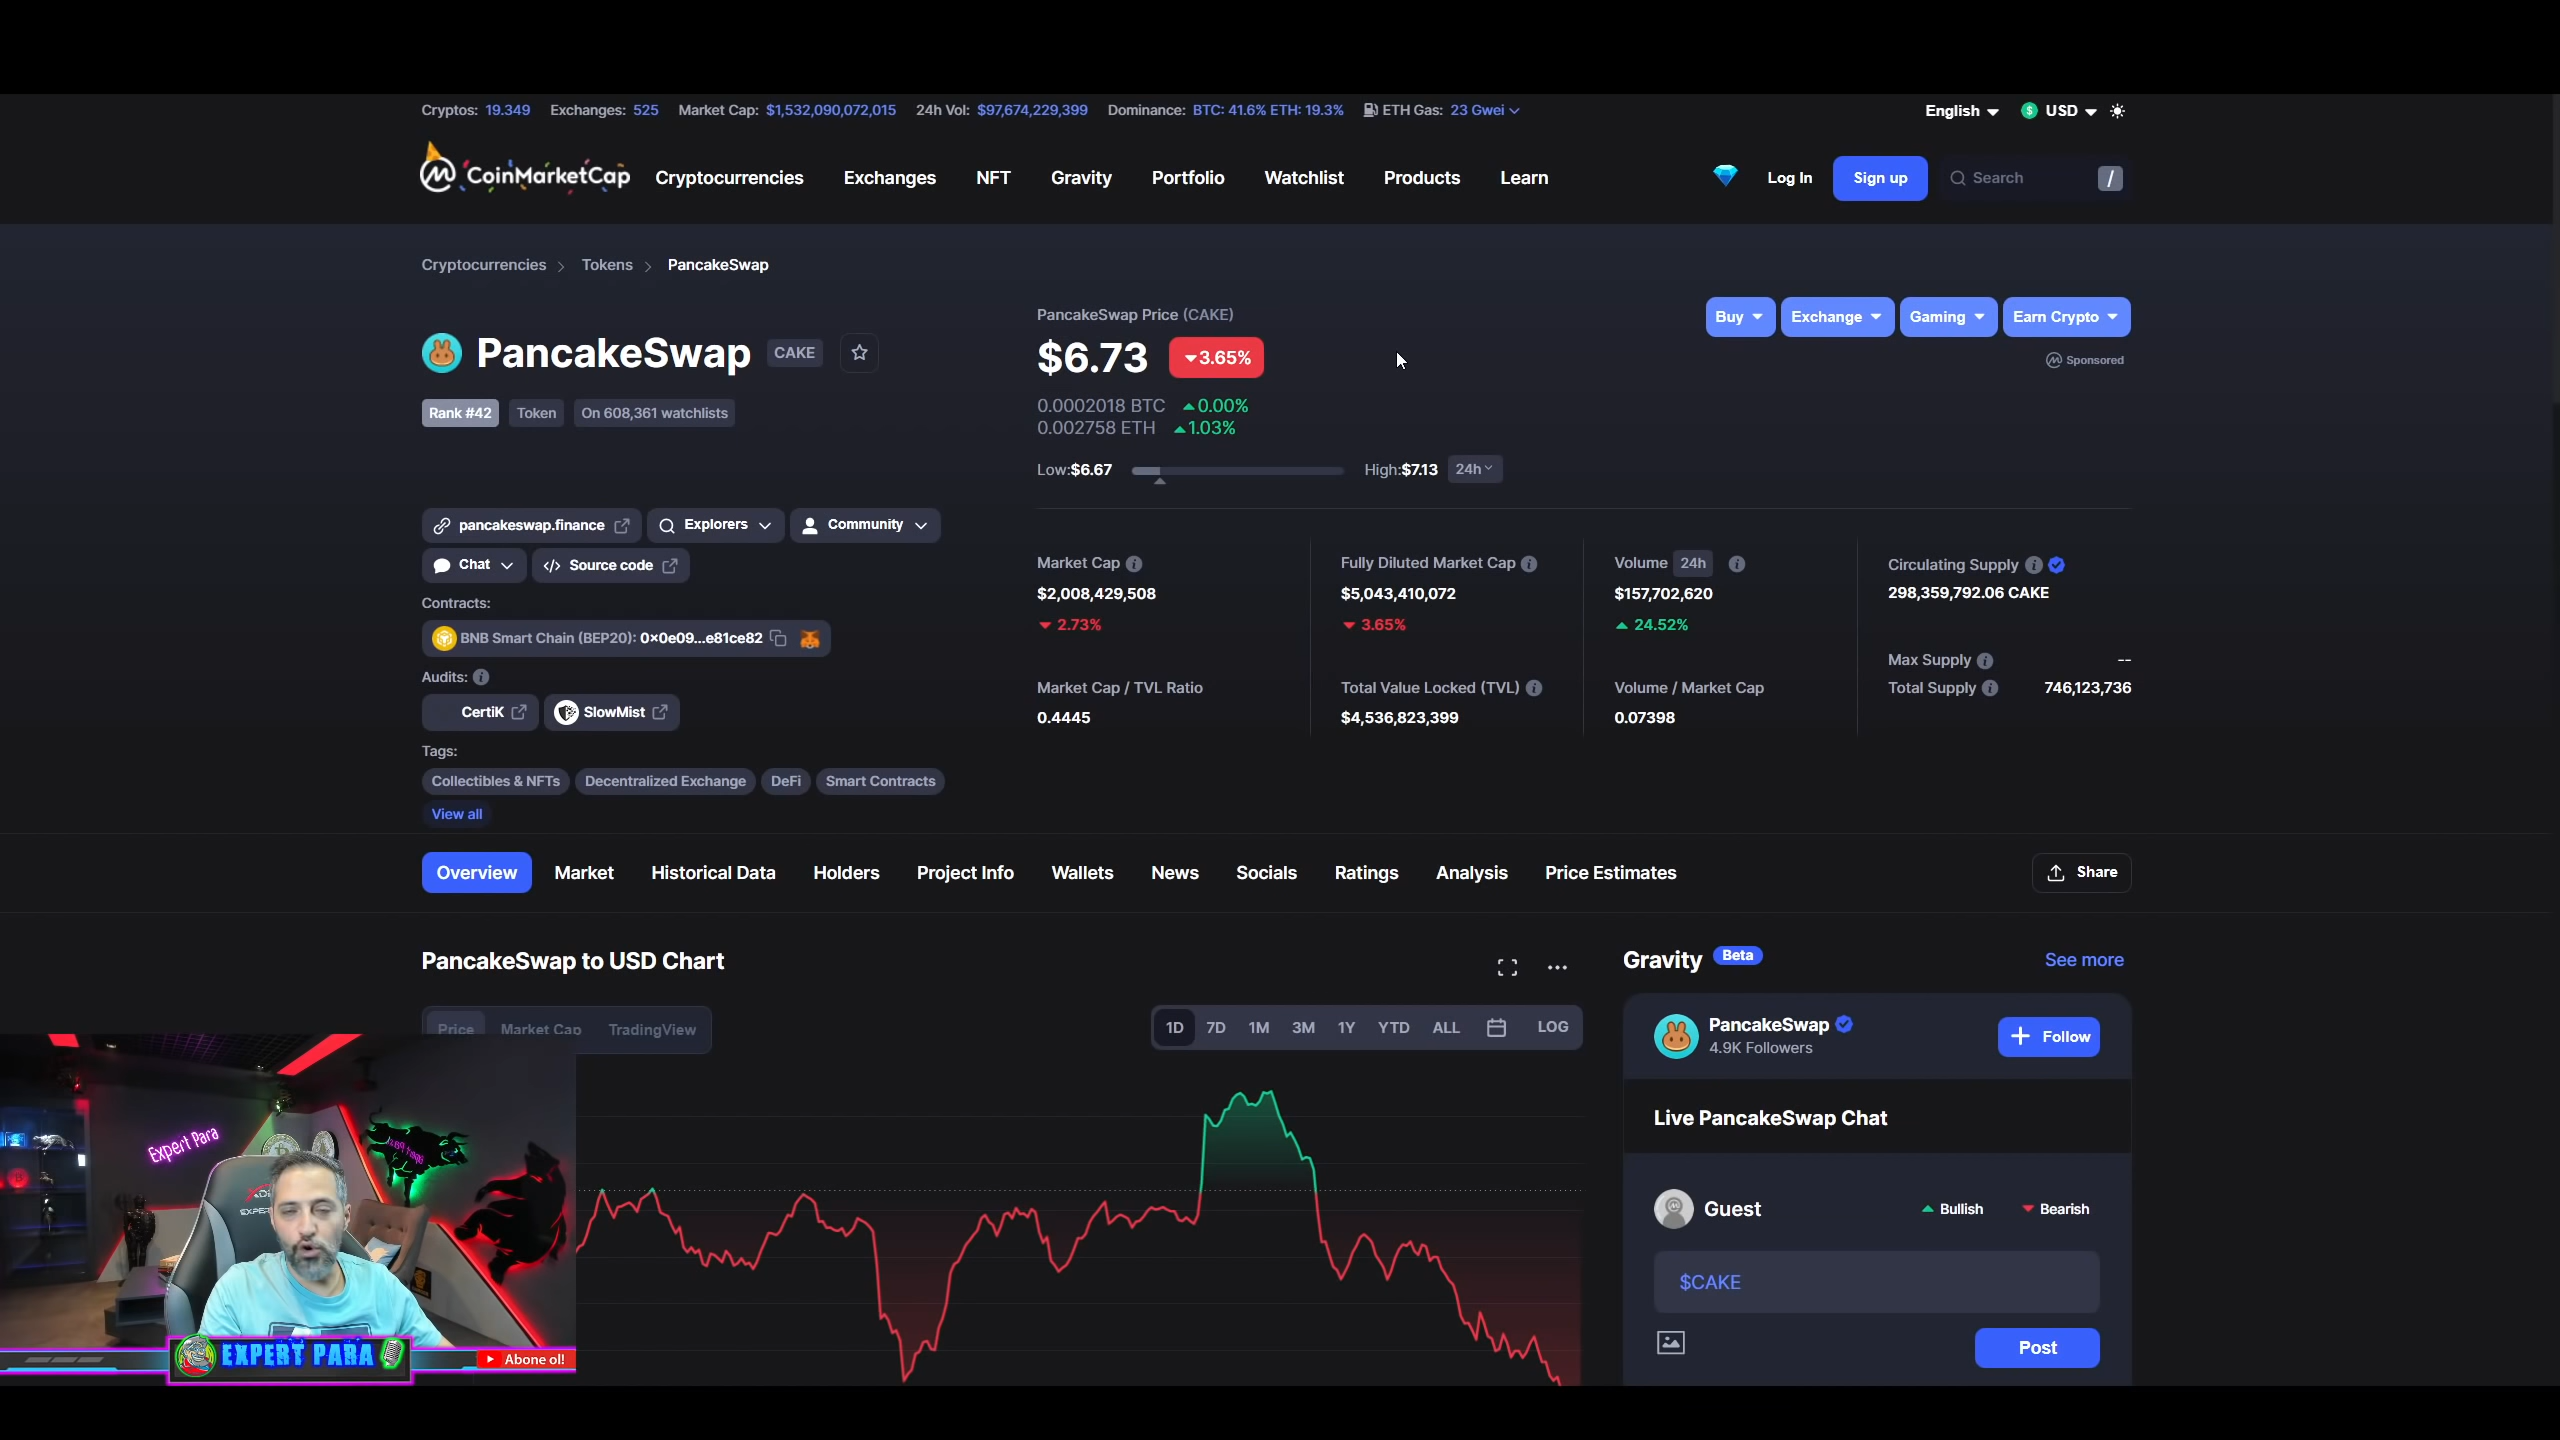 Cryptos: 19.349 Exchanges: 525 Market Cap: $1,532,090,072,015 24h Vol: $97,674,229,399 Dominance: BTC: 41.6% ETH: 19.3% ETH Gas: 23 Gwei
English USD
CoinMarketCap Cryptocurrencies Exchanges NFT Gravity Portfolio Watchlist Products Learn Log In Sign up Search /
Cryptocurrencies > Tokens > PancakeSwap
PancakeSwap CAKE
Rank #42 Token On 608,361 watchlists
PancakeSwap Price (CAKE)
$6.73 3.65%
0.0002018 BTC 0.00%
0.002758 ETH 1.03%
Low:$6.67 High:$7.13 24h
Buy Exchange Gaming Earn Crypto
Sponsored
pancakeswap.finance Explorers Community
Chat </> Source code
Contracts:
BNB Smart Chain (BEP20): 0x0e09...e81ce82
Audits:
CertiK SlowMist
Tags:
Collectibles & NFTs Decentralized Exchange DeFi Smart Contracts
View all
Market Cap
$2,008,429,508
2.73%
Fully Diluted Market Cap
$5,043,410,072
3.65%
Volume 24h
$157,702,620
24.52%
Circulating Supply
298,359,792.06 CAKE
Market Cap / TVL Ratio
0.4445
Total Value Locked (TVL)
$4,536,823,399
Volume / Market Cap
0.07398
Max Supply --
Total Supply 746,123,736
Overview Market Historical Data Holders Project Info Wallets News Socials Ratings Analysis Price Estimates Share
PancakeSwap to USD Chart
Price Market Cap TradingView
1D 7D 1M 3M 1Y YTD ALL LOG
Gravity Beta See more
PancakeSwap
4.9K Followers
Follow
Live PancakeSwap Chat
Guest Bullish Bearish
$CAKE
Post
Expert Para
EXPERT PARA
Abone ol!